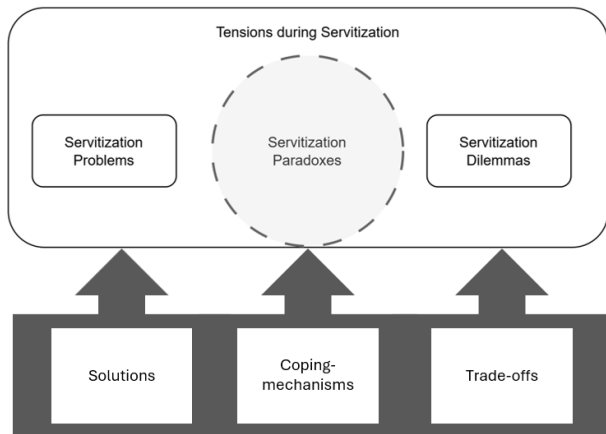 Tensions during Servitization
Servitization
Problems
Servitization
Paradoxes
Servitization
Dilemmas
Solutions
Coping-
mechanisms
Trade-offs